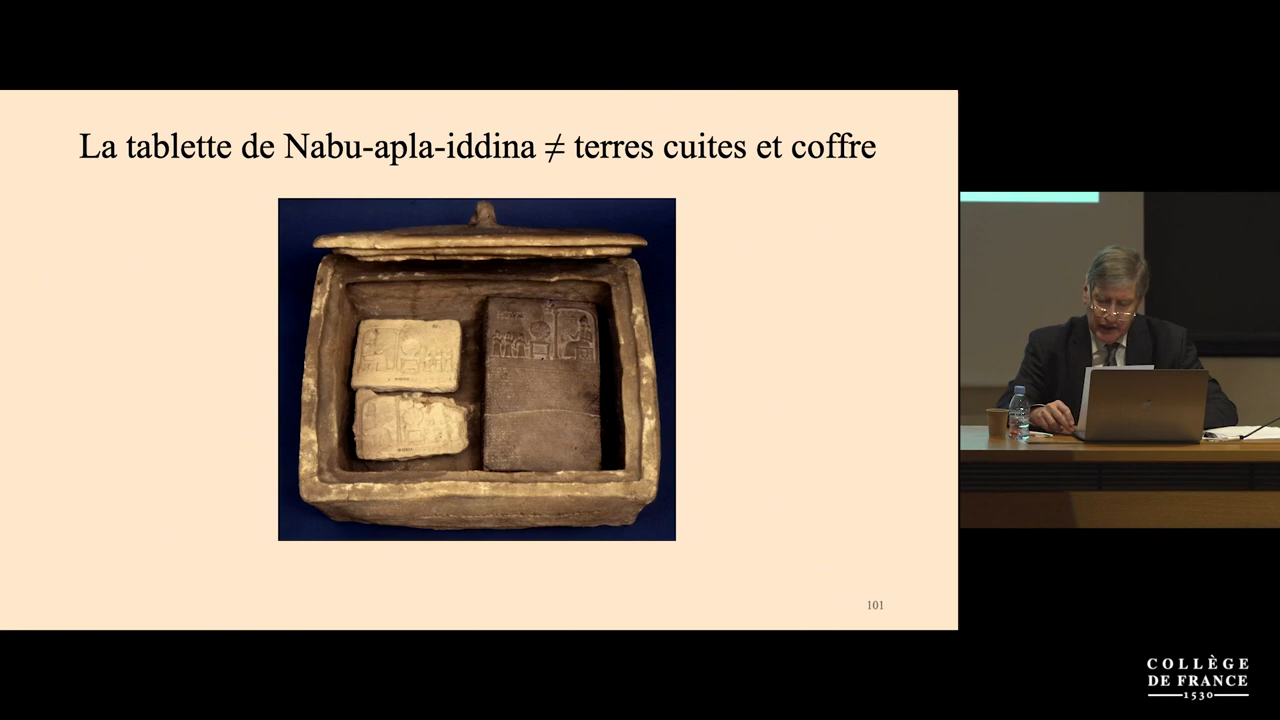 La tablette de Nabu-apla-iddina ≠ terres cuites et coffre
101
COLLÈGE
DE FRANCE
1530